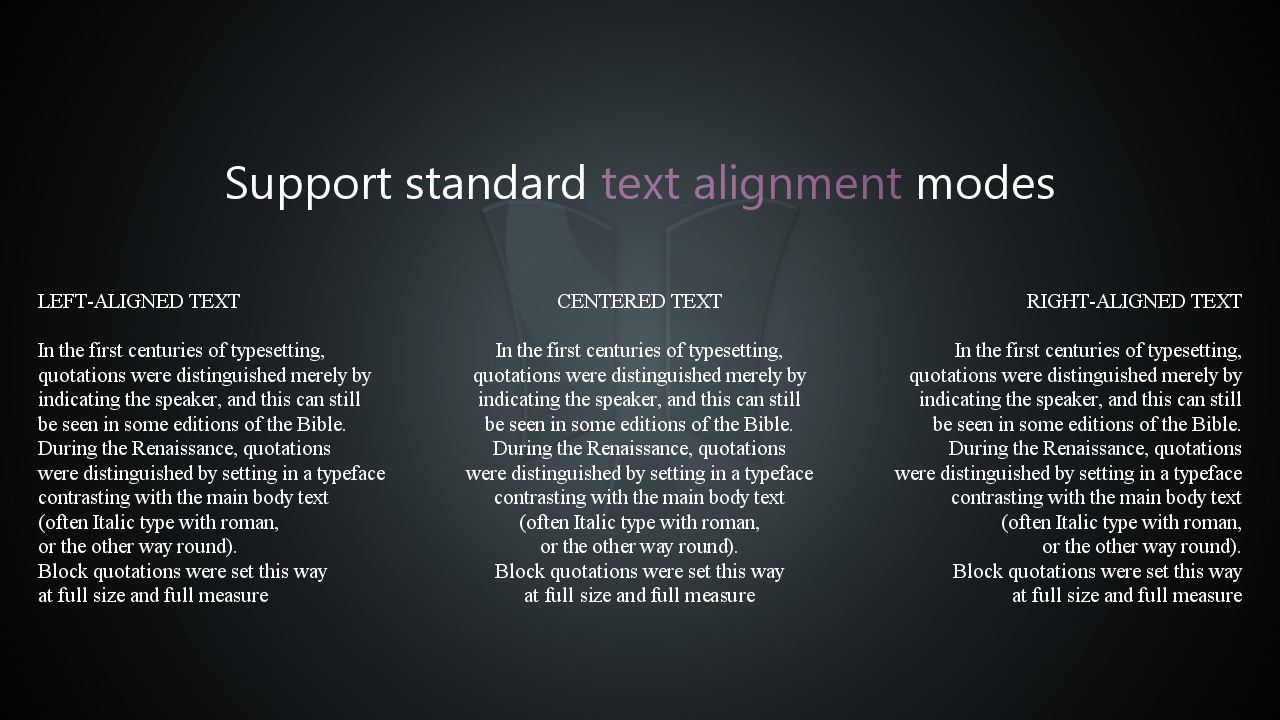 Support standard text alignment modes
LEFT-ALIGNED TEXT
In the first centuries of typesetting,
quotations were distinguished merely by
indicating the speaker, and this can still
be seen in some editions of the Bible.
During the Renaissance, quotations
were distinguished by setting in a typeface
contrasting with the main body text
(often Italic type with roman,
or the other way round).
Block quotations were set this way
at full size and full measure
CENTERED TEXT
In the first centuries of typesetting,
quotations were distinguished merely by
indicating the speaker, and this can still
be seen in some editions of the Bible.
During the Renaissance, quotations
were distinguished by setting in a typeface
contrasting with the main body text
(often Italic type with roman,
or the other way round).
Block quotations were set this way
at full size and full measure
RIGHT-ALIGNED TEXT
In the first centuries of typesetting,
quotations were distinguished merely by
indicating the speaker, and this can still
be seen in some editions of the Bible.
During the Renaissance, quotations
were distinguished by setting in a typeface
contrasting with the main body text
(often Italic type with roman,
or the other way round).
Block quotations were set this way
at full size and full measure